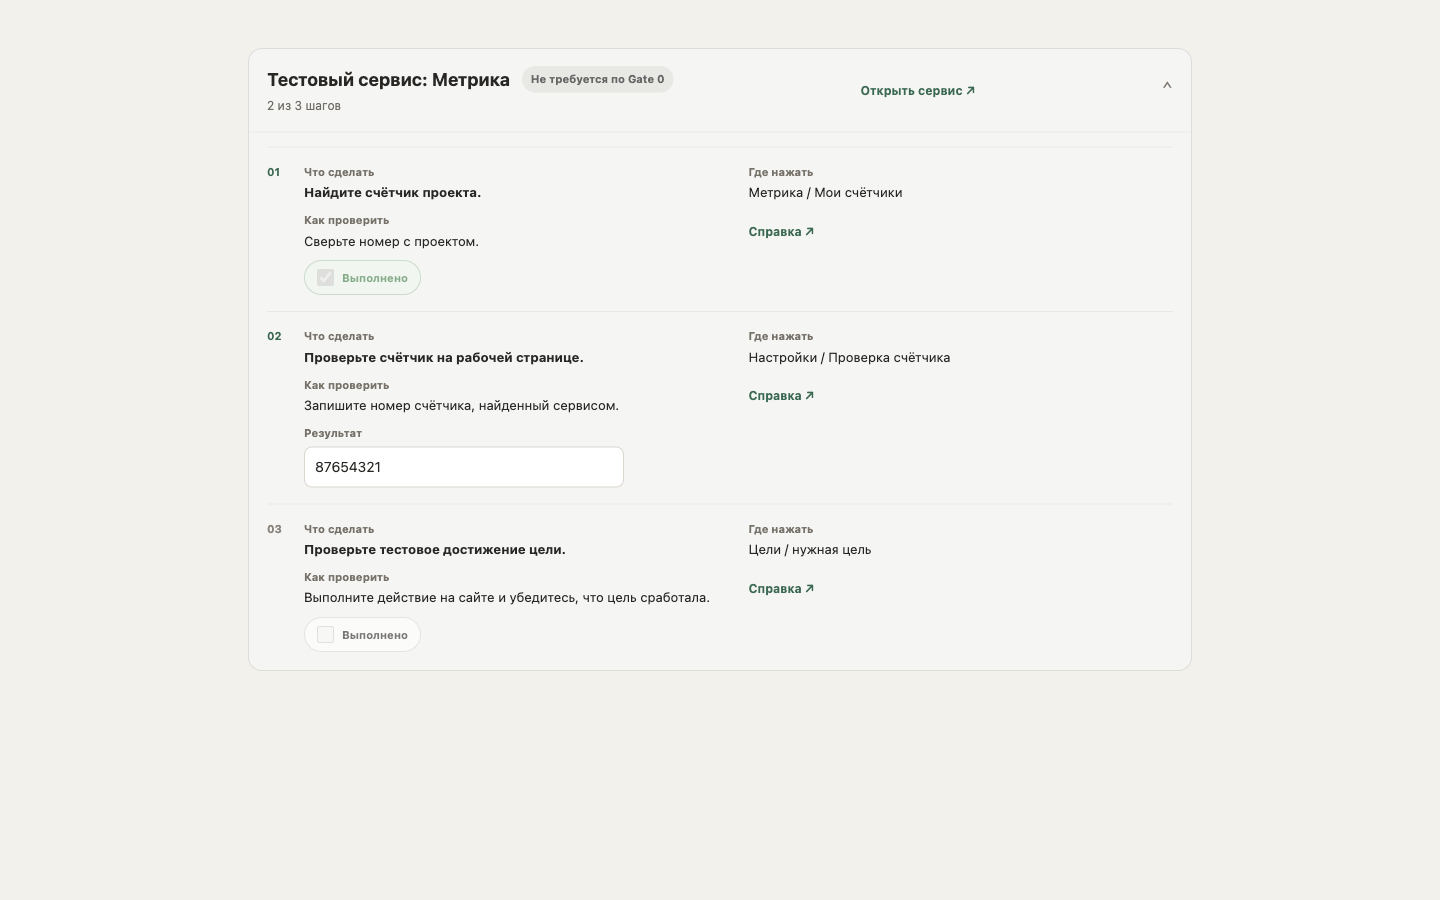 Тестовый сервис: Метрика
Не требуется по Gate 0
2 из 3 шагов
Открыть сервис ↗
01
Что сделать
Найдите счётчик проекта.
Как проверить
Сверьте номер с проектом.
Выполнено
Где нажать
Метрика / Мои счётчики
Справка ↗
02
Что сделать
Проверьте счётчик на рабочей странице.
Как проверить
Запишите номер счётчика, найденный сервисом.
Результат
87654321
Где нажать
Настройки / Проверка счётчика
Справка ↗
03
Что сделать
Проверьте тестовое достижение цели.
Как проверить
Выполните действие на сайте и убедитесь, что цель сработала.
Выполнено
Где нажать
Цели / нужная цель
Справка ↗